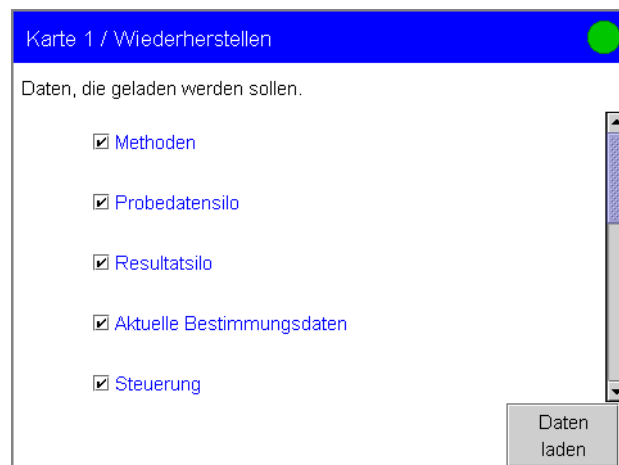 Karte 1 / Wiederherstellen
Daten, die geladen werden sollen.
Methoden
Probedatensilo
Resultatsilo
Aktuelle Bestimmungsdaten
Steuerung
Daten
laden